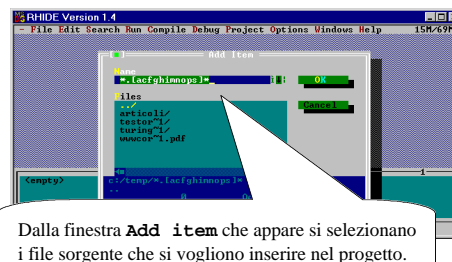 RHIDE Version 1.4
- File Edit Search Run Compile Debug Project Options Windows Help 15M/69M
Add Item
Name
*.[acfghimnops]*
OK
Files
../
articoli/
testor~1/
turing~1/
wwwcor~1.pdf
Cancel
<empty>
c:/temp/*.[acfghimnops]*
..
Dalla finestra Add item che appare si selezionano
i file sorgente che si vogliono inserire nel progetto.